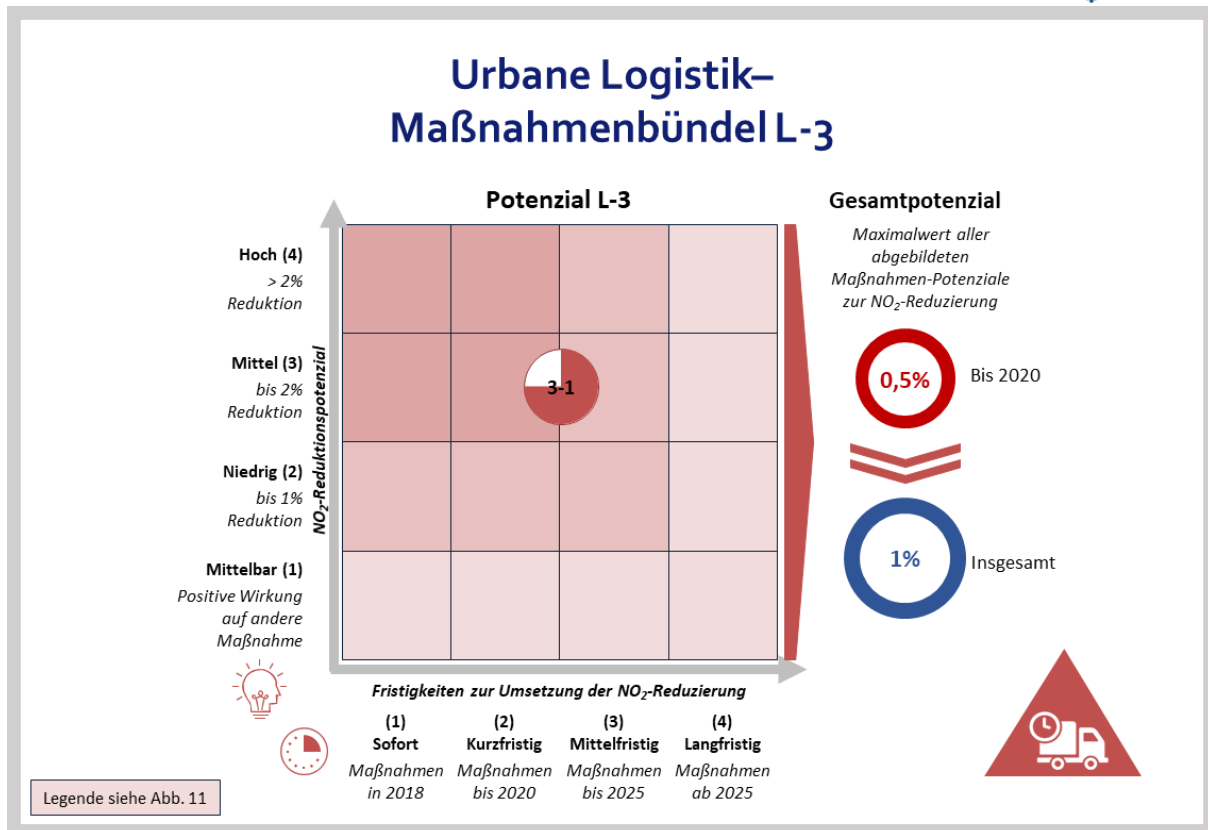 Urbane Logistik–
Maßnahmenbündel L-3
Potenzial L-3
Hoch (4)
> 2%
Reduktion
Mittel (3)
bis 2%
Reduktion
Niedrig (2)
bis 1%
Reduktion
Mittelbar (1)
Positive Wirkung
auf andere
Maßnahme
NO₂-Reduktionspotenzial
3-1
Fristigkeiten zur Umsetzung der NO₂-Reduzierung
(1)
Sofort
Maßnahmen
in 2018
(2)
Kurzfristig
Maßnahmen
bis 2020
(3)
Mittelfristig
Maßnahmen
bis 2025
(4)
Langfristig
Maßnahmen
ab 2025
Gesamtpotenzial
Maximalwert aller
abgebildeten
Maßnahmen-Potenziale
zur NO₂-Reduzierung
0,5%
Bis 2020
1%
Insgesamt
Legende siehe Abb. 11